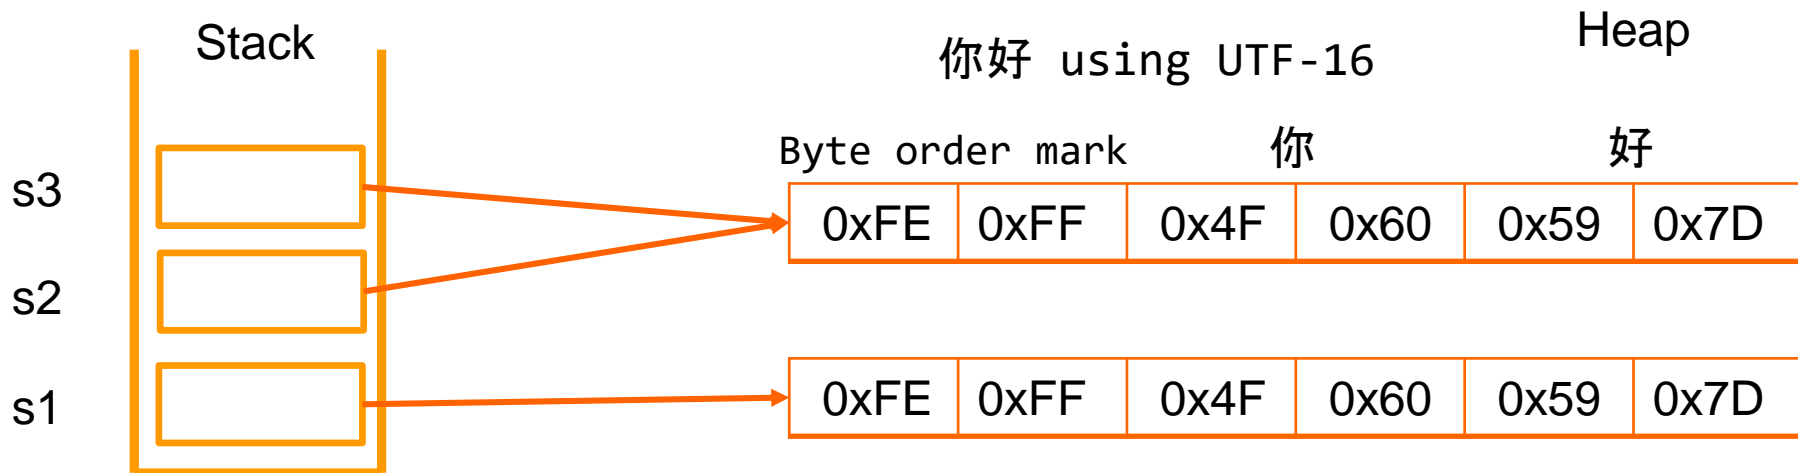 Stack
Heap
你好 using UTF-16
Byte order mark 你 好
s3
0xFE 0xFF 0x4F 0x60 0x59 0x7D
s2
s1
0xFE 0xFF 0x4F 0x60 0x59 0x7D